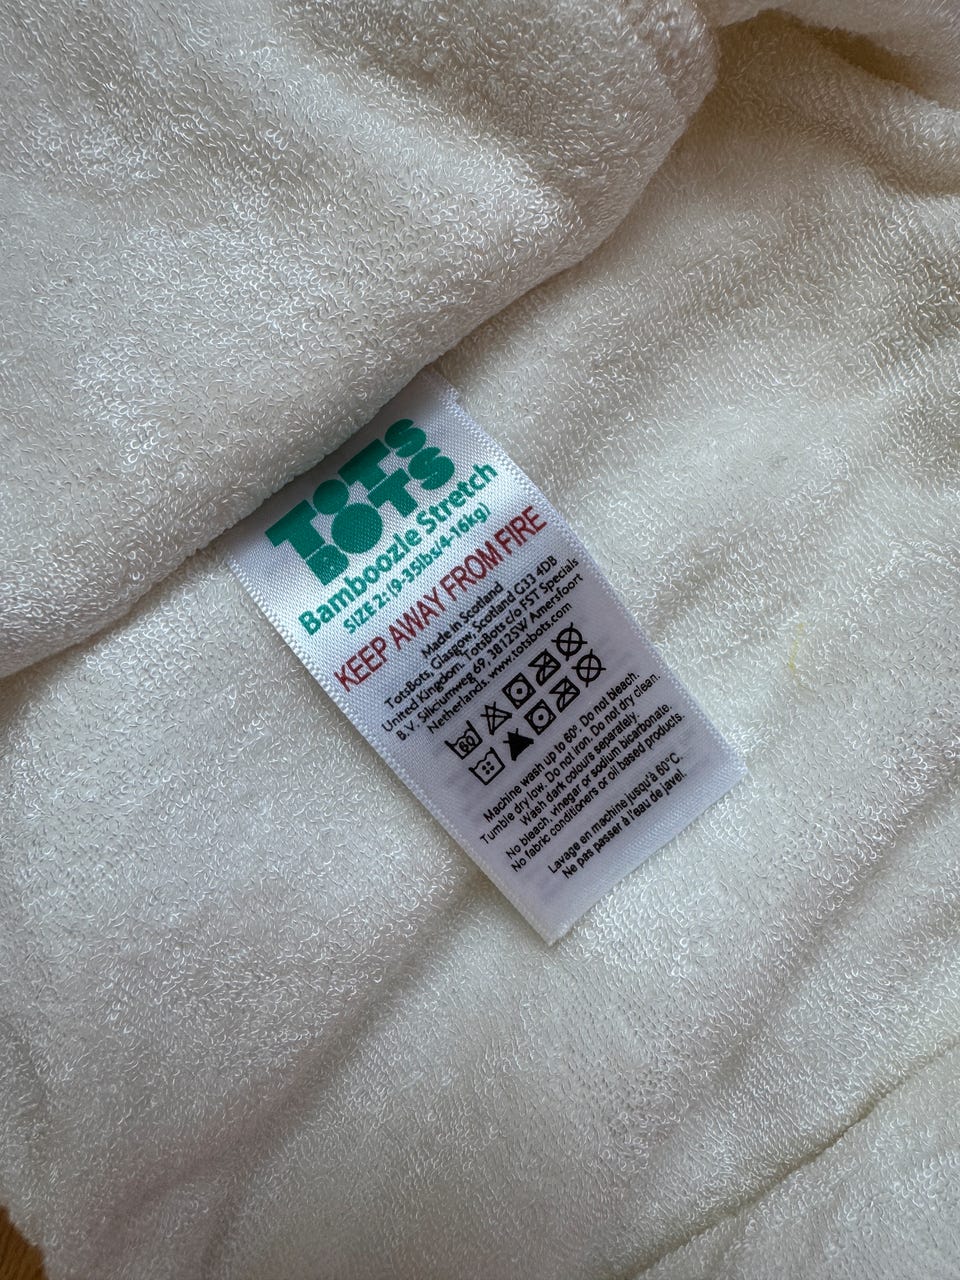 TOTS
BOTS
Bamboozle Stretch
SIZE 2: (9-35lbs/4-16kg)
KEEP AWAY FROM FIRE
Made in Scotland
TotsBots, Glasgow, Scotland G33 4DB
United Kingdom. TotsBots c/o FST Specials
B.V. Siliciumweg 69, 3812SW Amersfoort
Netherlands. www.totsbots.com
60
Machine wash up to 60°. Do not bleach.
Tumble dry low. Do not iron. Do not dry clean.
Wash dark colours separately.
No bleach, vinegar or sodium bicarbonate.
No fabric conditioners or oil based products.
Lavage en machine jusqu'à 60°C.
Ne pas passer à l'eau de javel.